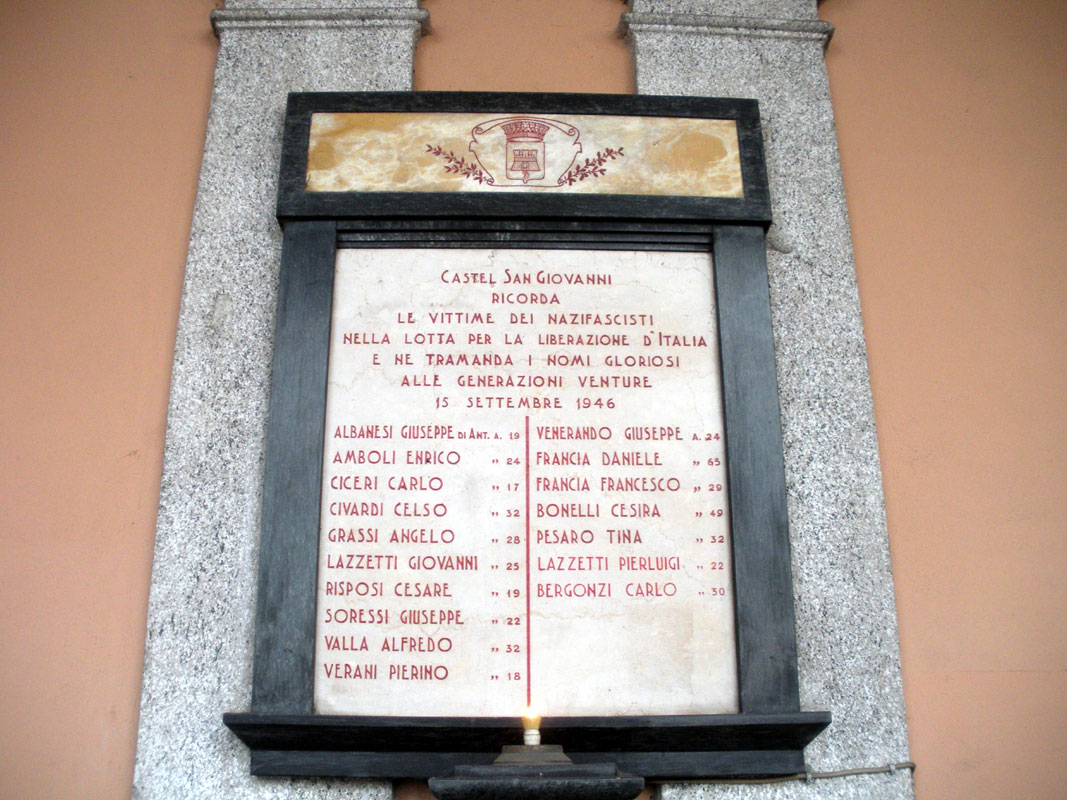 CASTEL SAN GIOVANNI
RICORDA
LE VITTIME DEI NAZIFASCISTI
NELLA LOTTA PER LA LIBERAZIONE D'ITALIA
E NE TRAMANDA I NOMI GLORIOSI
ALLE GENERAZIONI VENTURE
15 SETTEMBRE 1946
ALBANESI GIUSEPPE DI ANT. A. 19
AMBOLI ENRICO „ 24
CICERI CARLO „ 17
CIVARDI CELSO „ 32
GRASSI ANGELO „ 28
LAZZETTI GIOVANNI „ 25
RISPOSI CESARE „ 19
SORESSI GIUSEPPE „ 22
VALLA ALFREDO „ 32
VERANI PIERINO „ 18
VENERANDO GIUSEPPE A. 24
FRANCIA DANIELE „ 65
FRANCIA FRANCESCO „ 29
BONELLI CESIRA „ 49
PESARO TINA „ 32
LAZZETTI PIERLUIGI „ 22
BERGONZI CARLO „ 30